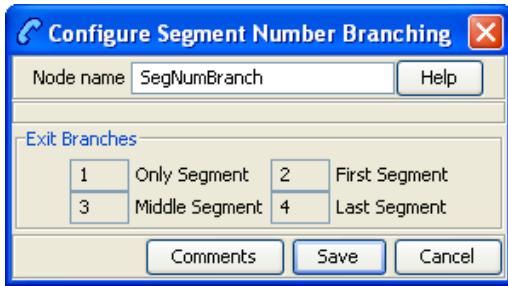 Configure Segment Number Branching
Node name SegNumBranch Help
Exit Branches
1 Only Segment 2 First Segment
3 Middle Segment 4 Last Segment
Comments Save Cancel